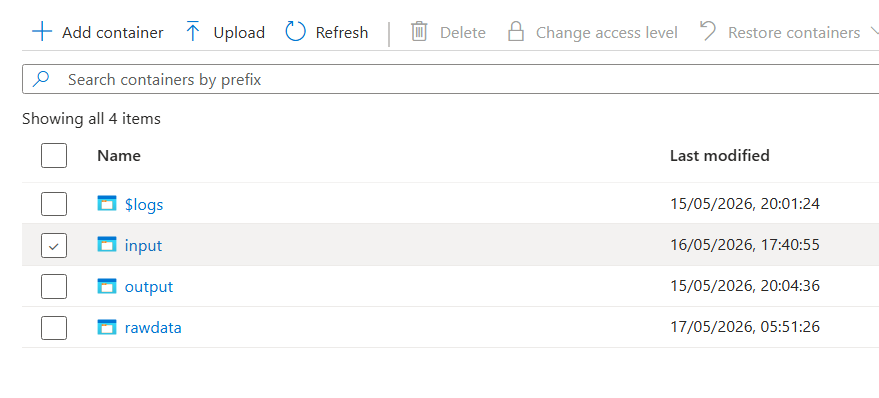 Add container Upload Refresh Delete Change access level Restore containers
Search containers by prefix
Showing all 4 items
Name Last modified
$logs 15/05/2026, 20:01:24
input 16/05/2026, 17:40:55
output 15/05/2026, 20:04:36
rawdata 17/05/2026, 05:51:26